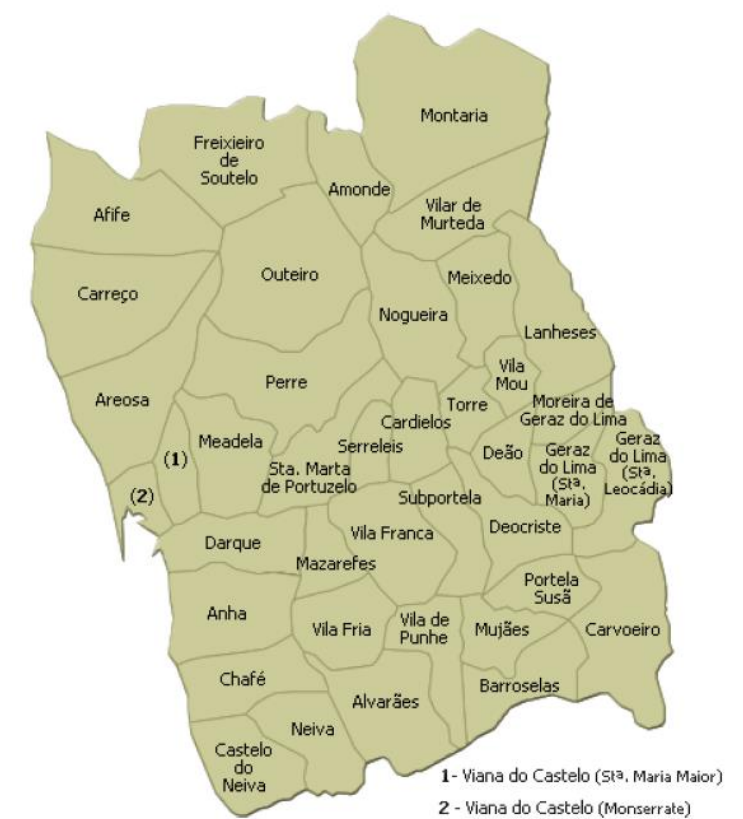 Montaria
Freixieiro
de
Soutelo
Amonde
Vilar de
Murteda
Afife
Outeiro
Meixedo
Carreço
Nogueira
Lanheses
Vila
Mou
Perre
Areosa
Torre
Moreira de
Geraz do Lima
Cardielos
Meadela
Serreleis
(1)
Deão
Geraz
do Lima
(Stª.
Maria)
Geraz
do Lima
(Stª.
Leocádia)
Sta. Marta
de Portuzelo
(2)
Subportela
Deocriste
Vila Franca
Darque
Mazarefes
Portela
Susã
Anha
Vila Fria
Vila de
Punhe
Mujães
Carvoeiro
Chafé
Barroselas
Alvarães
Neiva
Castelo
do
Neiva
1- Viana do Castelo (Stª. Maria Maior)
2 - Viana do Castelo (Monserrate)